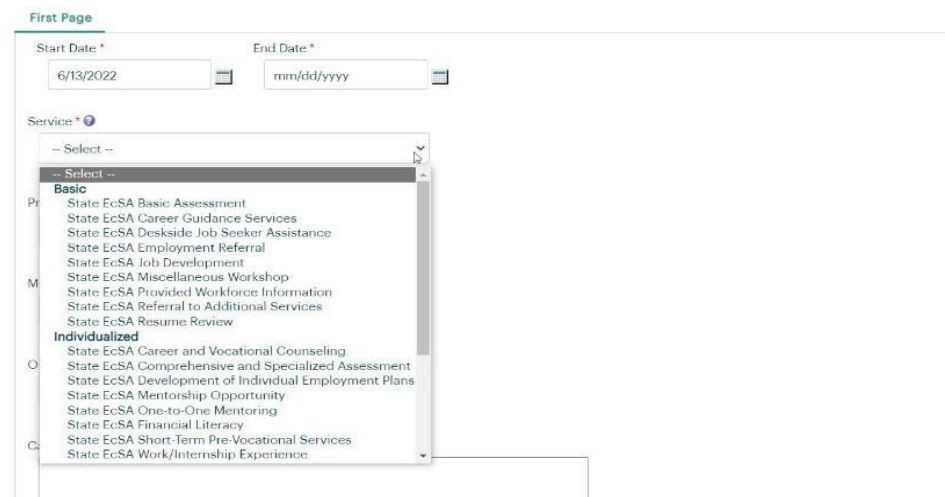 First Page
Start Date * End Date *
6/13/2022 mm/dd/yyyy
Service * ?
-- Select --
-- Select --
Basic
State EcSA Basic Assessment
Pr
State EcSA Career Guidance Services
State EcSA Deskside Job Seeker Assistance
State EcSA Employment Referral
State EcSA Job Development
State EcSA Miscellaneous Workshop
M
State EcSA Provided Workforce Information
State EcSA Referral to Additional Services
State EcSA Resume Review
Individualized
State EcSA Career and Vocational Counseling
O
State EcSA Comprehensive and Specialized Assessment
State EcSA Development of Individual Employment Plans
State EcSA Mentorship Opportunity
State EcSA One-to-One Mentoring
State EcSA Financial Literacy
State EcSA Short-Term Pre-Vocational Services
Ca
State EcSA Work/Internship Experience